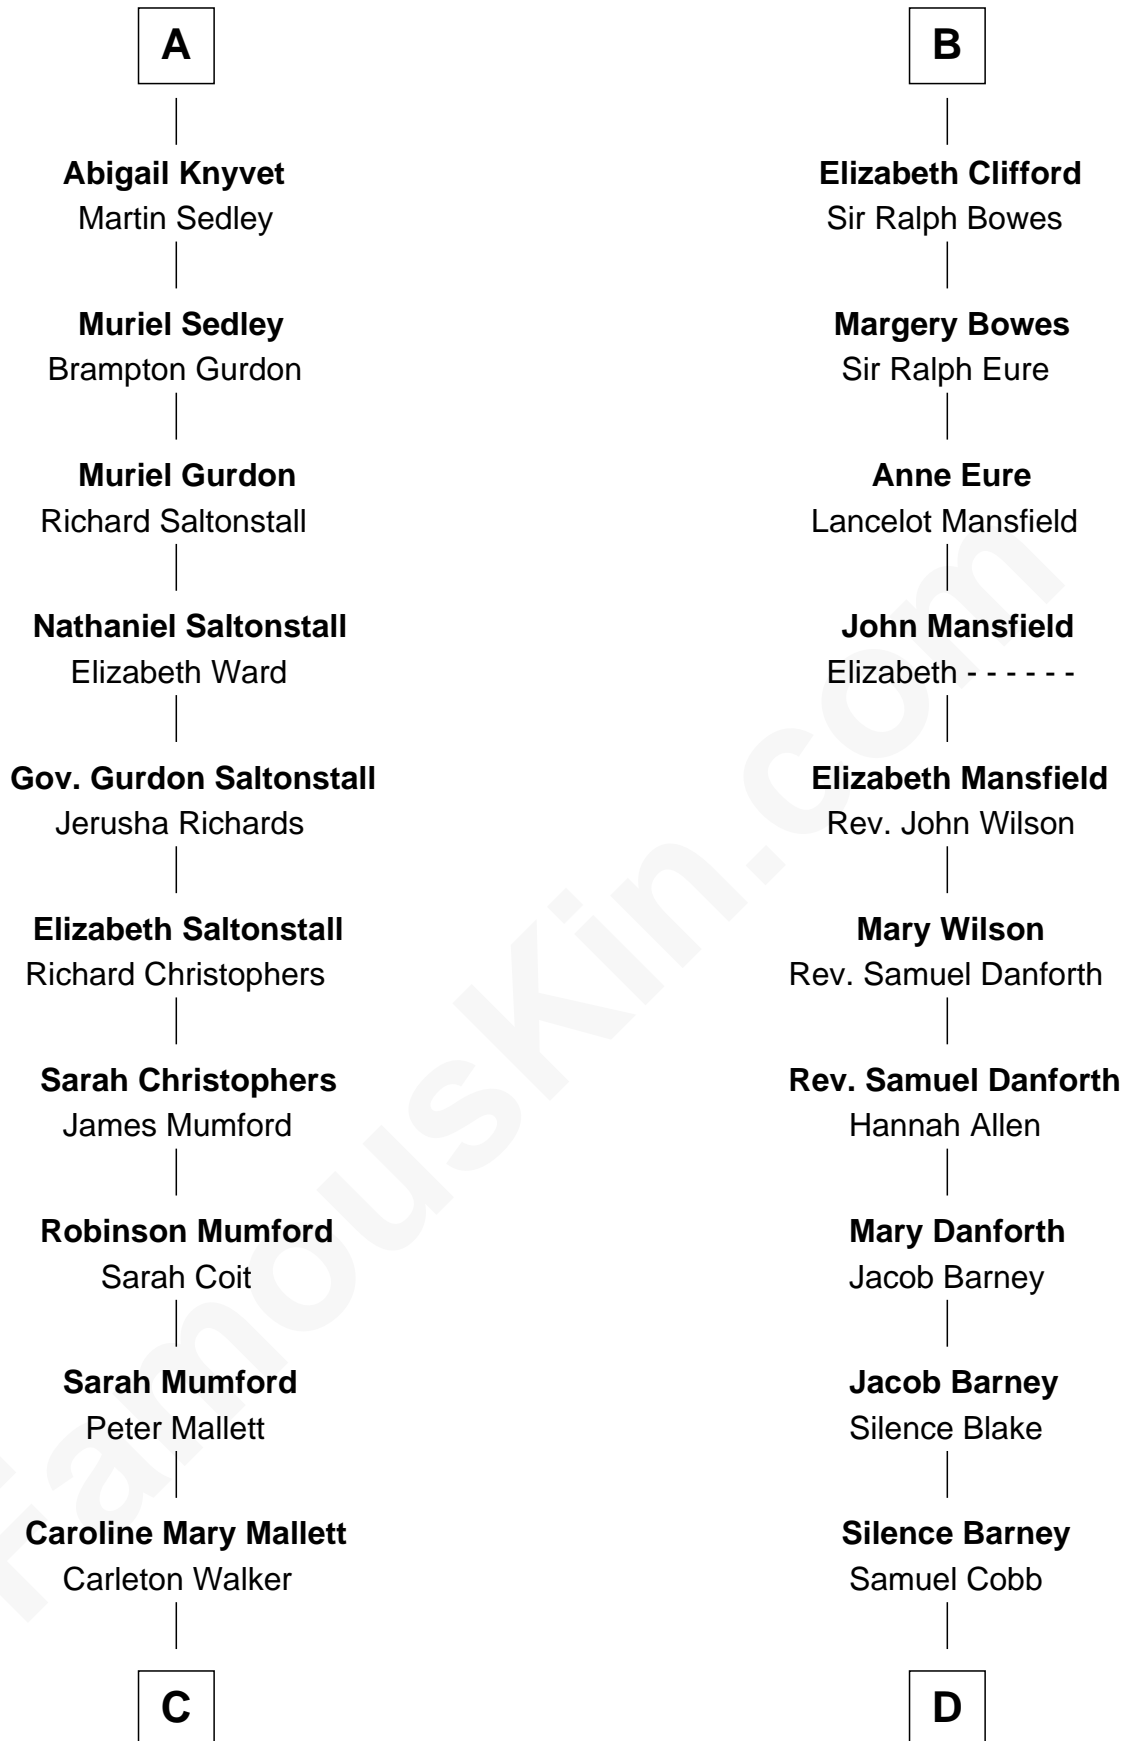 A
Abigail Knyvet
Martin Sedley
Muriel Sedley
Brampton Gurdon
Muriel Gurdon
Richard Saltonstall
Nathaniel Saltonstall
Elizabeth Ward
Gov. Gurdon Saltonstall
Jerusha Richards
Elizabeth Saltonstall
Richard Christophers
Sarah Christophers
James Mumford
Robinson Mumford
Sarah Coit
Sarah Mumford
Peter Mallett
Caroline Mary Mallett
Carleton Walker
C
B
Elizabeth Clifford
Sir Ralph Bowes
Margery Bowes
Sir Ralph Eure
Anne Eure
Lancelot Mansfield
John Mansfield
Elizabeth - - - - - -
Elizabeth Mansfield
Rev. John Wilson
Mary Wilson
Rev. Samuel Danforth
Rev. Samuel Danforth
Hannah Allen
Mary Danforth
Jacob Barney
Jacob Barney
Silence Blake
Silence Barney
Samuel Cobb
D
FamousKin.com